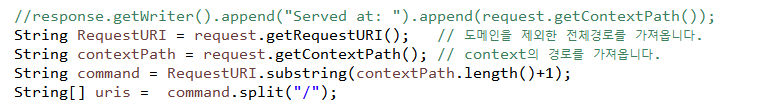 //response.getWriter().append("Served at: ").append(request.getContextPath());
String RequestURI = request.getRequestURI();   // 도메인을 제외한 전체경로를 가져옵니다.
String contextPath = request.getContextPath(); // context의 경로를 가져옵니다.
String command = RequestURI.substring(contextPath.length()+1);
String[] uris =  command.split("/");